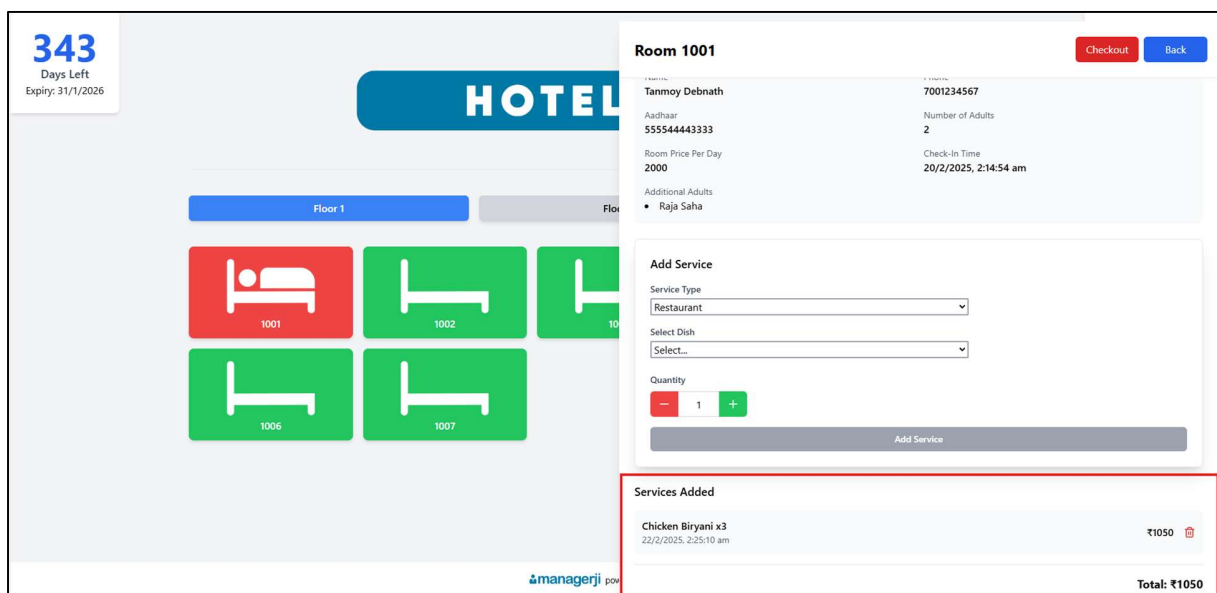 343
Days Left
Expiry: 31/1/2026
HOTEL
Floor 1
1001
1002
1006
1007
managerji
Room 1001
Checkout
Back
Tanmoy Debnath
7001234567
Aadhaar
Number of Adults
555544443333
2
Room Price Per Day
Check-In Time
2000
20/2/2025, 2:14:54 am
Additional Adults
• Raja Saha
Add Service
Service Type
Restaurant
Select Dish
Select...
Quantity
− 1 +
Add Service
Services Added
Chicken Biryani x3
22/2/2025, 2:25:10 am
₹1050
Total: ₹1050